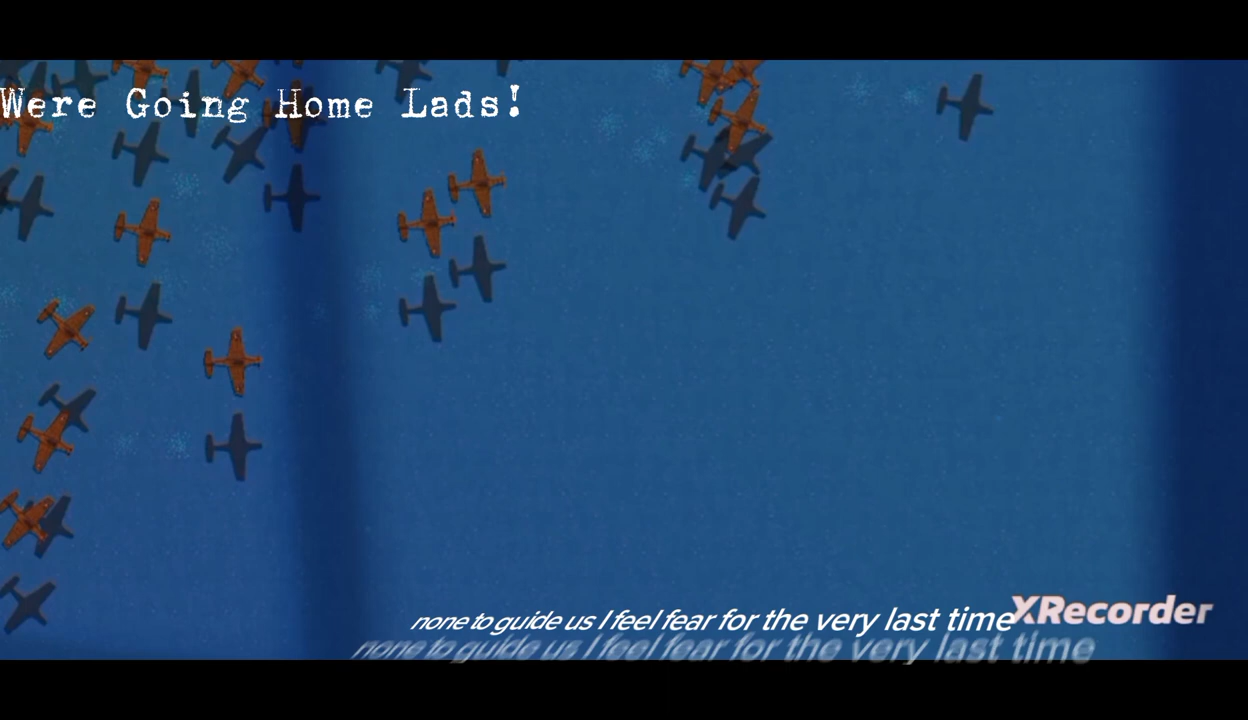 Were Going Home Lads!
none to guide us I feel fear for the very last time
XRecorder
none to guide us I feel fear for the very last time